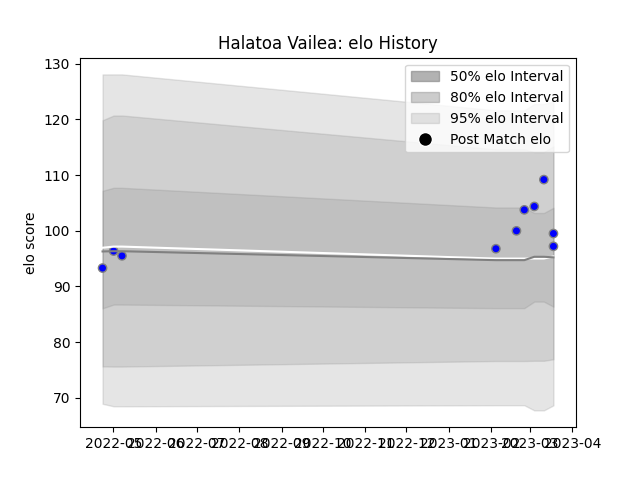 Halatoa Vailea: elo History
130
120
110
100
90
80
70
elo score
50% elo Interval
80% elo Interval
95% elo Interval
Post Match elo
2022-05 2022-06 2022-07 2022-08 2022-09 2022-10 2022-11 2022-12 2023-01 2023-02 2023-03 2023-04